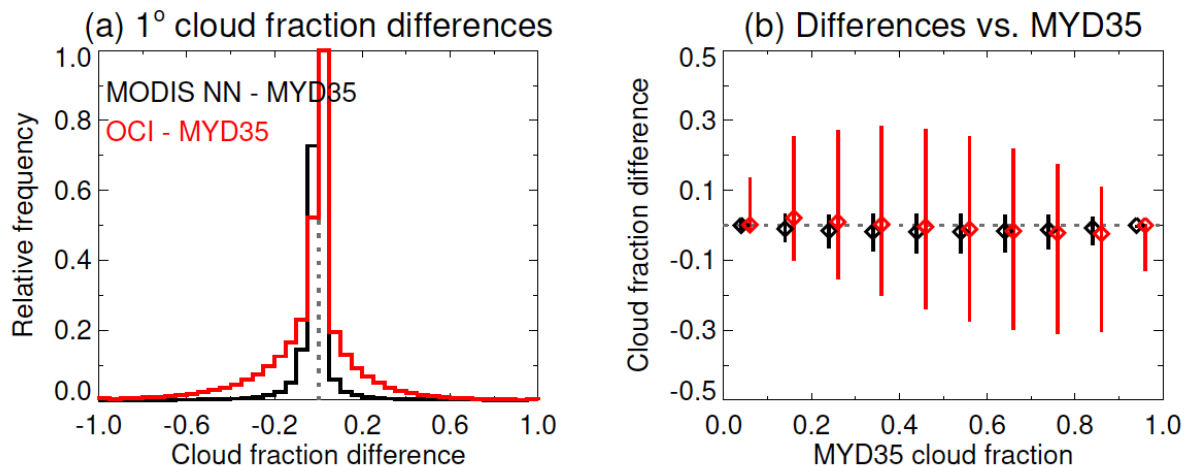 (a) 1° cloud fraction differences
1.0
0.8
0.6
0.4
0.2
0.0
Relative frequency
MODIS NN - MYD35
OCI - MYD35
-1.0 -0.6 -0.2 0.2 0.6 1.0
Cloud fraction difference
(b) Differences vs. MYD35
0.5
0.3
0.1
-0.1
-0.3
-0.5
Cloud fraction difference
0.0 0.2 0.4 0.6 0.8 1.0
MYD35 cloud fraction